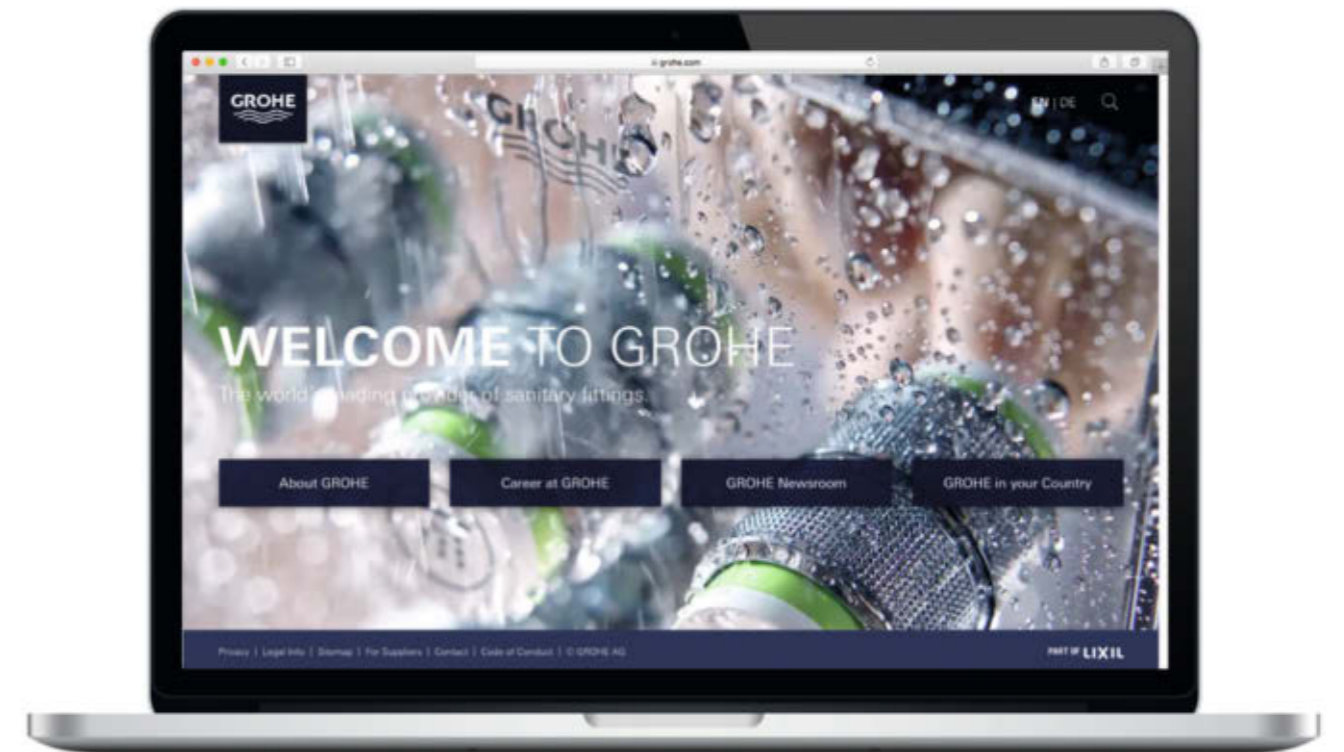 grohe.com
GROHE
EN | DE
GROHE
WELCOME TO GROHE
The world's leading provider of sanitary fittings.
About GROHE
Career at GROHE
GROHE Newsroom
GROHE in your Country
Privacy | Legal Info | Sitemap | For Suppliers | Contact | Code of Conduct | © GROHE AG
PART OF LIXIL